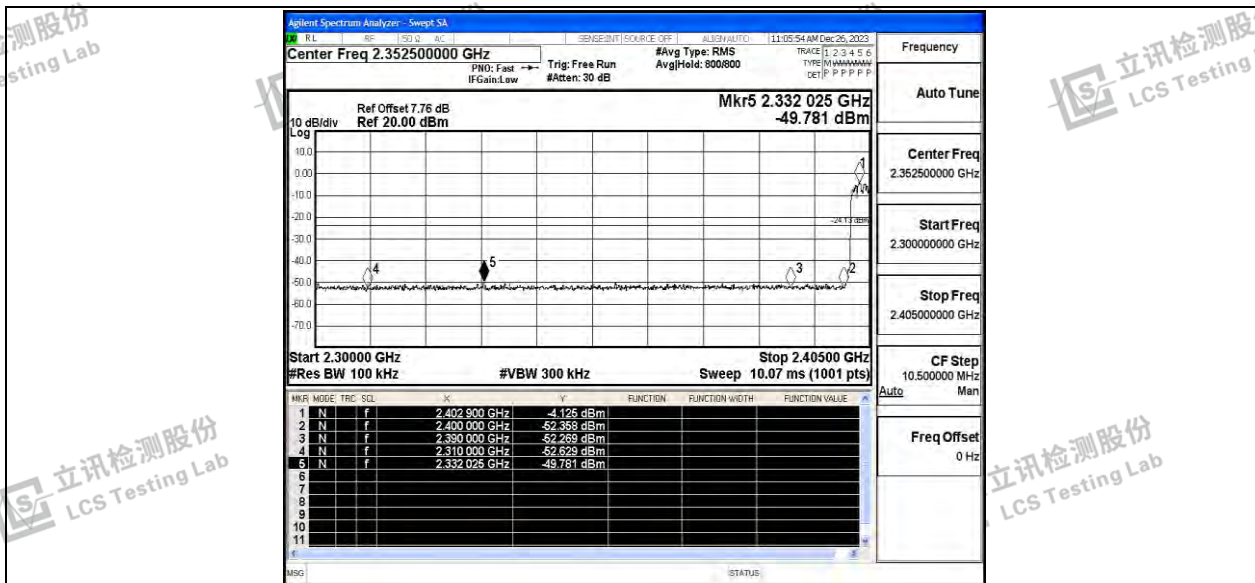 测股份
esting Lab
立讯检测股
LCS Testing
Agilent Spectrum Analyzer - Swept SA
RL RF 50 Ω AC SENSE:INT SOURCE OFF ALIGN AUTO 11:05:54 AM Dec 26, 2023
Center Freq 2.352500000 GHz
PNO: Fast
IFGain:Low
Trig: Free Run
#Atten: 30 dB
#Avg Type: RMS
Avg|Hold: 800/800
TRACE 1 2 3 4 5 6
TYPE M W W W W W
DET P P P P P P
Ref Offset 7.76 dB
10 dB/div Ref 20.00 dBm
Log
Mkr5 2.332 025 GHz
-49.781 dBm
10.0
0.00
-10.0
-20.0
-30.0
-40.0
-50.0
-60.0
-70.0
1
-24.13 dBm
4
5
3
2
Start 2.30000 GHz Stop 2.40500 GHz
#Res BW 100 kHz #VBW 300 kHz Sweep 10.07 ms (1001 pts)
MKR MODE TRC SCL X Y FUNCTION FUNCTION WIDTH FUNCTION VALUE
1 N f 2.402 900 GHz -4.125 dBm
2 N f 2.400 000 GHz -52.358 dBm
3 N f 2.390 000 GHz -52.269 dBm
4 N f 2.310 000 GHz -52.629 dBm
5 N f 2.332 025 GHz -49.781 dBm
6
7
8
9
10
11
MSG STATUS
Frequency
Auto Tune
Center Freq
2.352500000 GHz
Start Freq
2.300000000 GHz
Stop Freq
2.405000000 GHz
CF Step
10.500000 MHz
Auto Man
Freq Offset
0 Hz
立讯检测股份
LCS Testing Lab
立讯检测股份
LCS Testing Lab